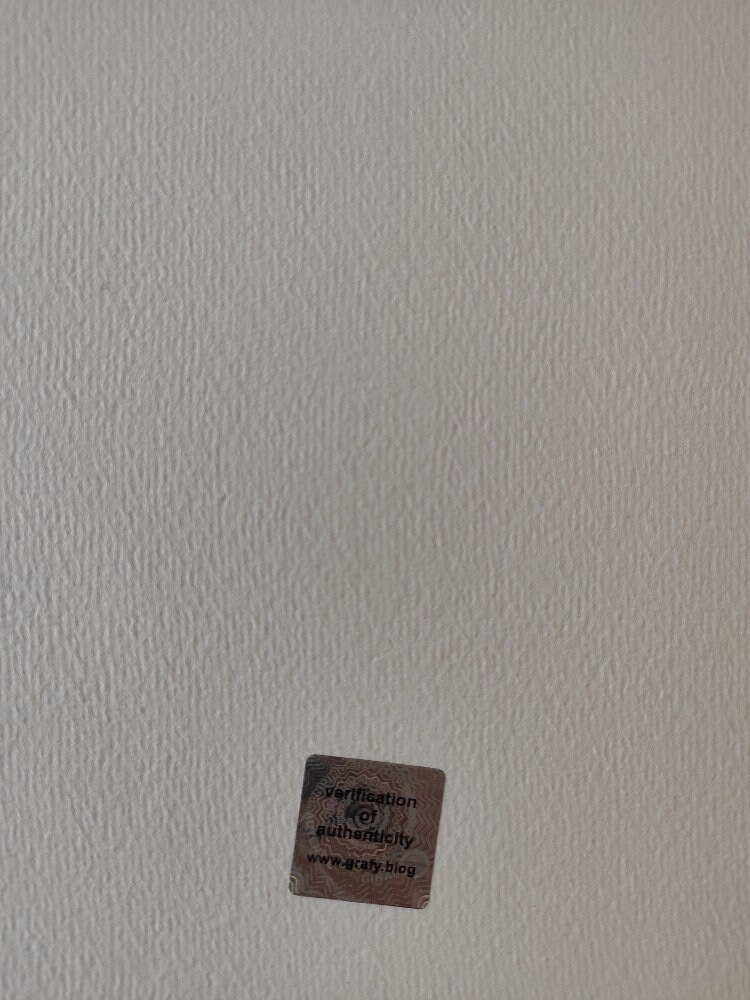 verification
of
authenticity
www.grafy.blog